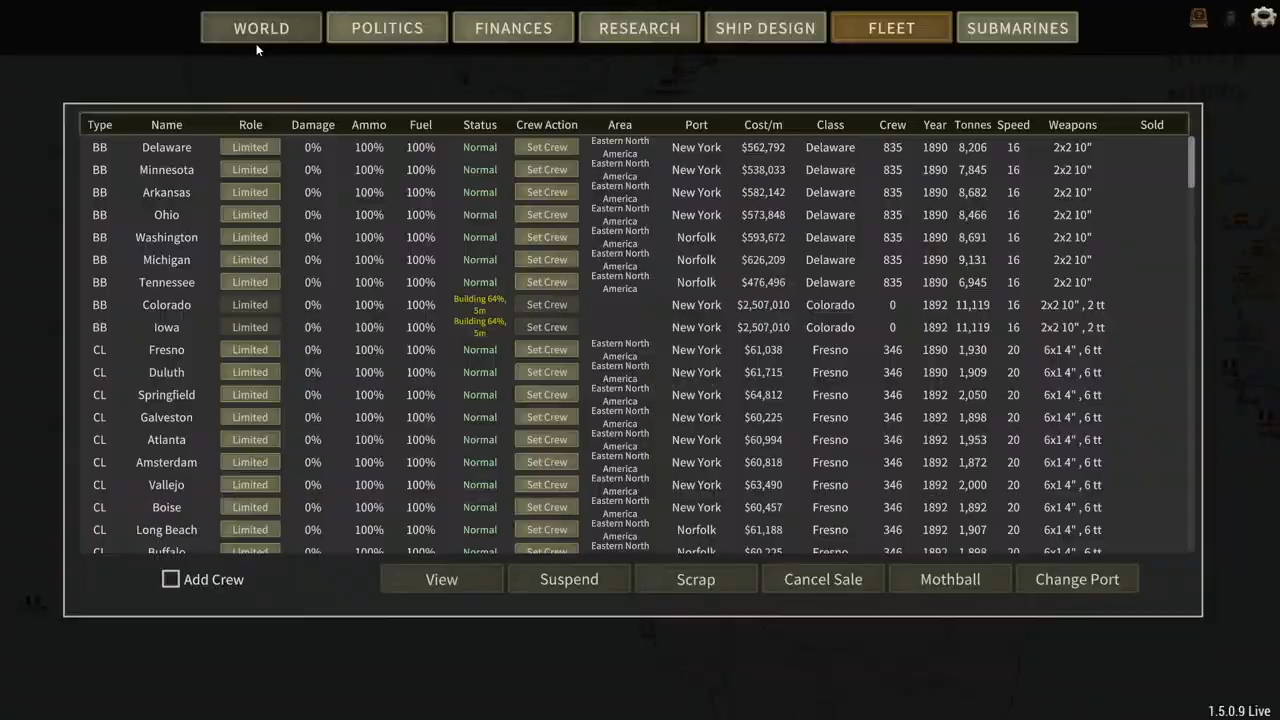 WORLD POLITICS FINANCES RESEARCH SHIP DESIGN FLEET SUBMARINES
Type Name Role Damage Ammo Fuel Status Crew Action Area Port Cost/m Class Crew Year Tonnes Speed Weapons Sold
BB Delaware Limited 0% 100% 100% Normal Set Crew Eastern North America New York $562,792 Delaware 835 1890 8,206 16 2x2 10"
BB Minnesota Limited 0% 100% 100% Normal Set Crew Eastern North America New York $538,033 Delaware 835 1890 7,845 16 2x2 10"
BB Arkansas Limited 0% 100% 100% Normal Set Crew Eastern North America New York $582,142 Delaware 835 1890 8,682 16 2x2 10"
BB Ohio Limited 0% 100% 100% Normal Set Crew Eastern North America New York $573,848 Delaware 835 1890 8,466 16 2x2 10"
BB Washington Limited 0% 100% 100% Normal Set Crew Eastern North America Norfolk $593,672 Delaware 835 1890 8,691 16 2x2 10"
BB Michigan Limited 0% 100% 100% Normal Set Crew Eastern North America Norfolk $626,209 Delaware 835 1890 9,131 16 2x2 10"
BB Tennessee Limited 0% 100% 100% Normal Set Crew Eastern North America Norfolk $476,496 Delaware 835 1890 6,945 16 2x2 10"
BB Colorado Limited 0% 100% 100% Building 64%, 5m Set Crew New York $2,507,010 Colorado 0 1892 11,119 16 2x2 10" , 2 tt
BB Iowa Limited 0% 100% 100% Building 64%, 5m Set Crew New York $2,507,010 Colorado 0 1892 11,119 16 2x2 10" , 2 tt
CL Fresno Limited 0% 100% 100% Normal Set Crew Eastern North America New York $61,038 Fresno 346 1890 1,930 20 6x1 4" , 6 tt
CL Duluth Limited 0% 100% 100% Normal Set Crew Eastern North America New York $61,715 Fresno 346 1890 1,909 20 6x1 4" , 6 tt
CL Springfield Limited 0% 100% 100% Normal Set Crew Eastern North America New York $64,812 Fresno 346 1892 2,050 20 6x1 4" , 6 tt
CL Galveston Limited 0% 100% 100% Normal Set Crew Eastern North America New York $60,225 Fresno 346 1892 1,898 20 6x1 4" , 6 tt
CL Atlanta Limited 0% 100% 100% Normal Set Crew Eastern North America New York $60,994 Fresno 346 1892 1,953 20 6x1 4" , 6 tt
CL Amsterdam Limited 0% 100% 100% Normal Set Crew Eastern North America New York $60,818 Fresno 346 1892 1,872 20 6x1 4" , 6 tt
CL Vallejo Limited 0% 100% 100% Normal Set Crew Eastern North America New York $63,490 Fresno 346 1892 2,000 20 6x1 4" , 6 tt
CL Boise Limited 0% 100% 100% Normal Set Crew Eastern North America New York $60,457 Fresno 346 1892 1,892 20 6x1 4" , 6 tt
CL Long Beach Limited 0% 100% 100% Normal Set Crew Eastern North America Norfolk $61,188 Fresno 346 1892 1,907 20 6x1 4" , 6 tt
CL Buffalo Limited 0% 100% 100% Normal Set Crew Eastern North Norfolk $60,225 Fresno 346 1892 1,898 20 6x1 4" , 6 tt
Add Crew View Suspend Scrap Cancel Sale Mothball Change Port
1.5.0.9 Live